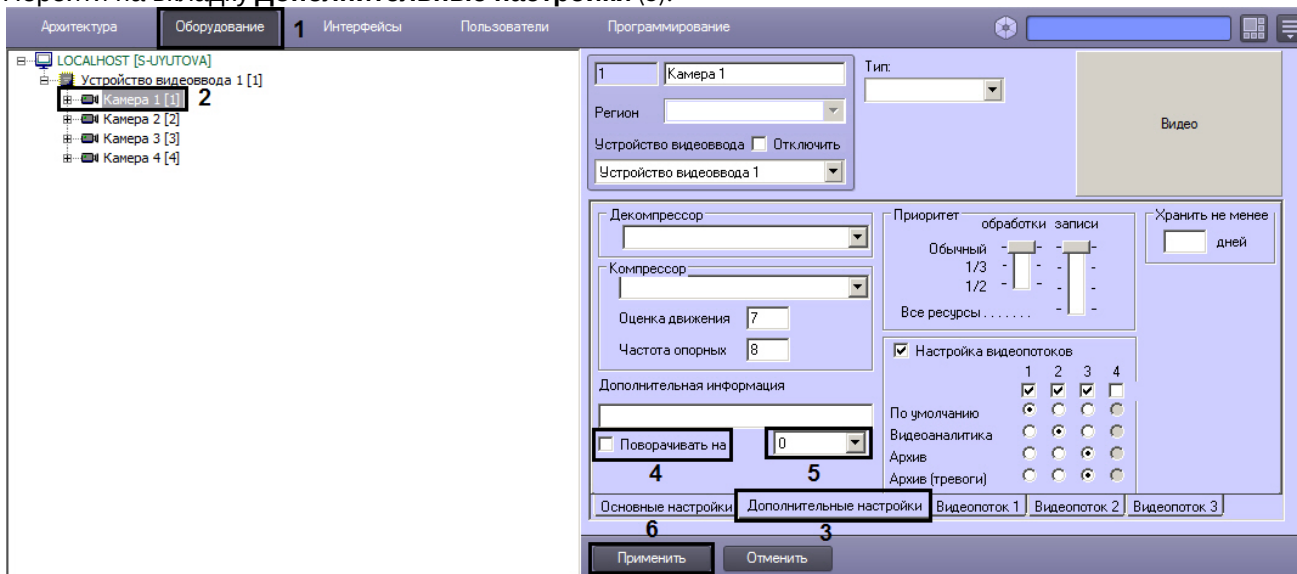 Перейти на вкладку Дополнительные настройки (3).
Архитектура Оборудование 1 Интерфейсы Пользователи Программирование
LOCALHOST [S-UYUTOVA]
Устройство видеоввода 1 [1]
Камера 1 [1] 2
Камера 2 [2]
Камера 3 [3]
Камера 4 [4]
1 Камера 1
Регион
Устройство видеоввода Отключить
Устройство видеоввода 1
Тип:
Видео
Декомпрессор
Компрессор
Оценка движения 7
Частота опорных 8
Дополнительная информация
Поворачивать на 0
4 5
Приоритет обработки записи
Обычный
1/3
1/2
Все ресурсы . . . . . . .
Хранить не менее
дней
Настройка видеопотоков
1 2 3 4
По умолчанию
Видеоаналитика
Архив
Архив (тревоги)
Основные настройки Дополнительные настройки Видеопоток 1 Видеопоток 2 Видеопоток 3
6 3
Применить Отменить